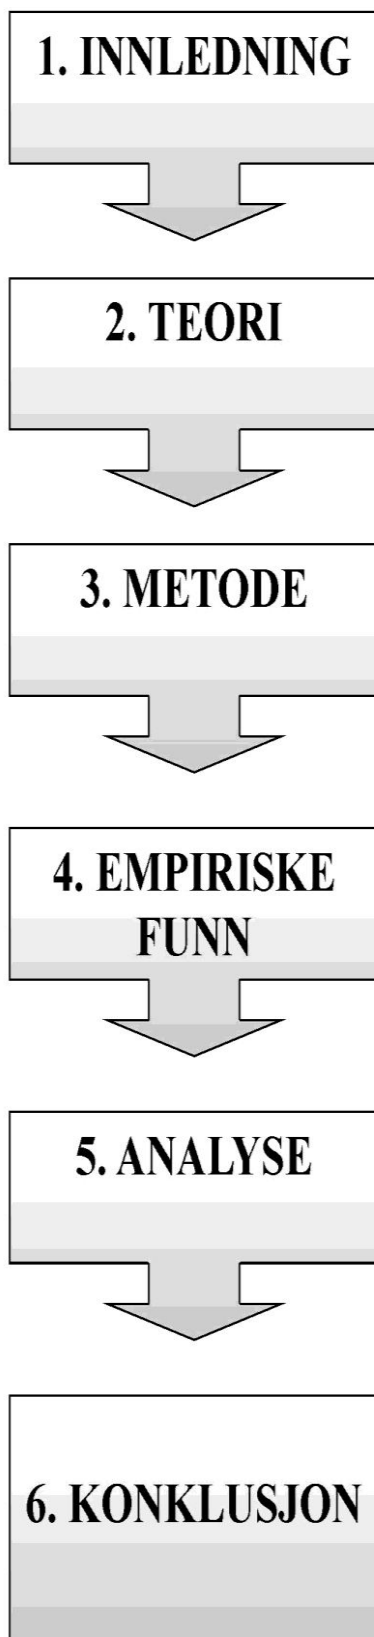 1. INNLEDNING
2. TEORI
3. METODE
4. EMPIRISKE
FUNN
5. ANALYSE
6. KONKLUSJON